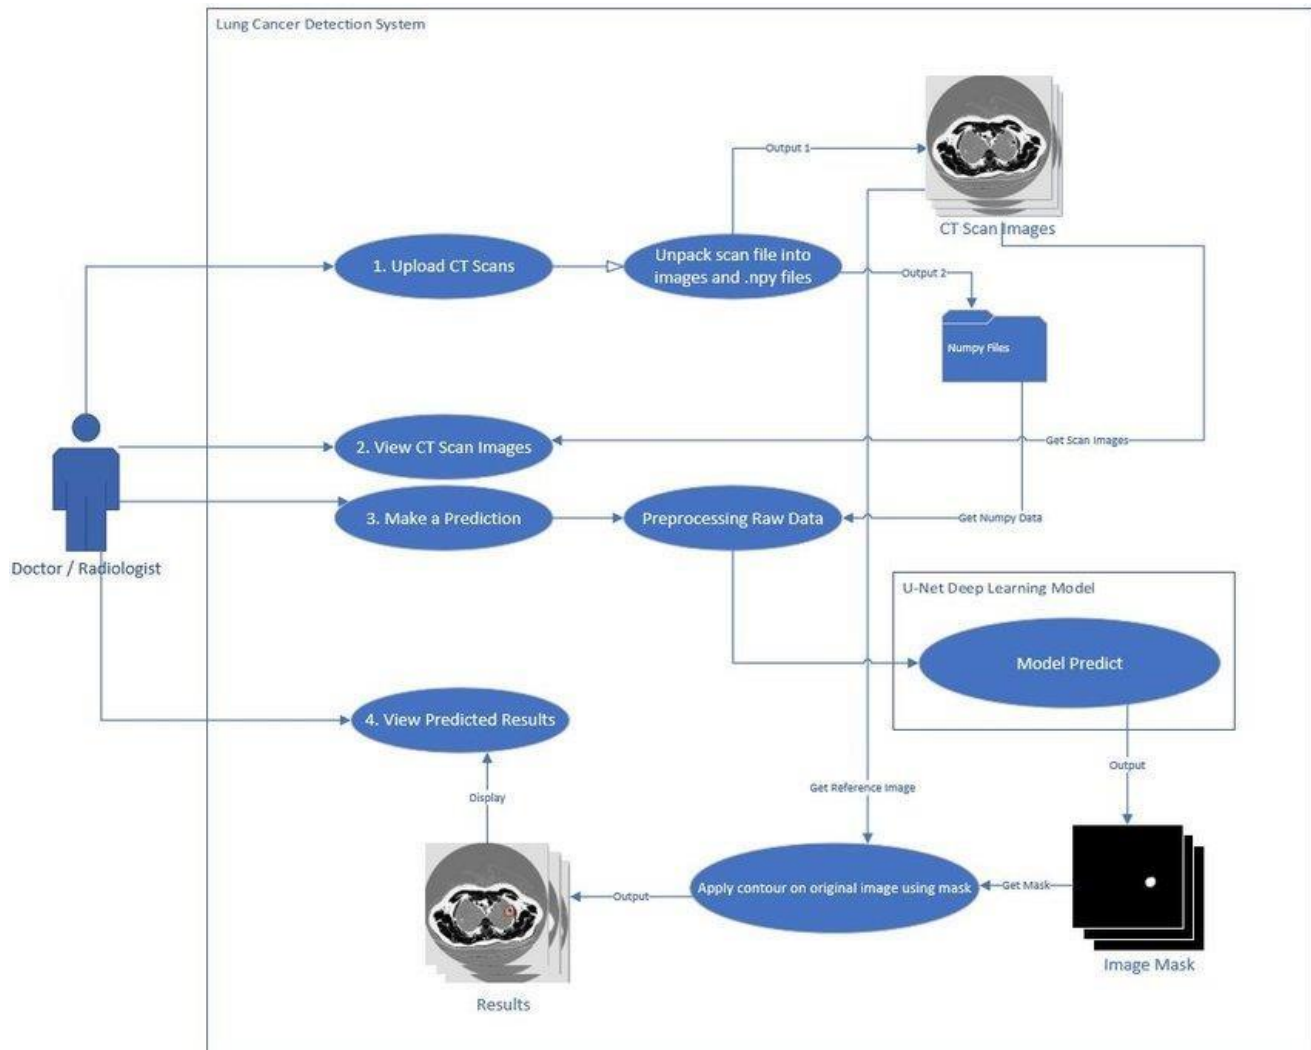 Lung Cancer Detection System
Output 1
CT Scan Images
1. Upload CT Scans
Unpack scan file into
images and .npy files
Output 2
Numpy Files
2. View CT Scan Images
Get Scan Images
3. Make a Prediction
Preprocessing Raw Data
Get Numpy Data
Doctor / Radiologist
U-Net Deep Learning Model
Model Predict
4. View Predicted Results
Output
Get Reference Image
Display
Apply contour on original image using mask
Get Mask
Output
Image Mask
Results